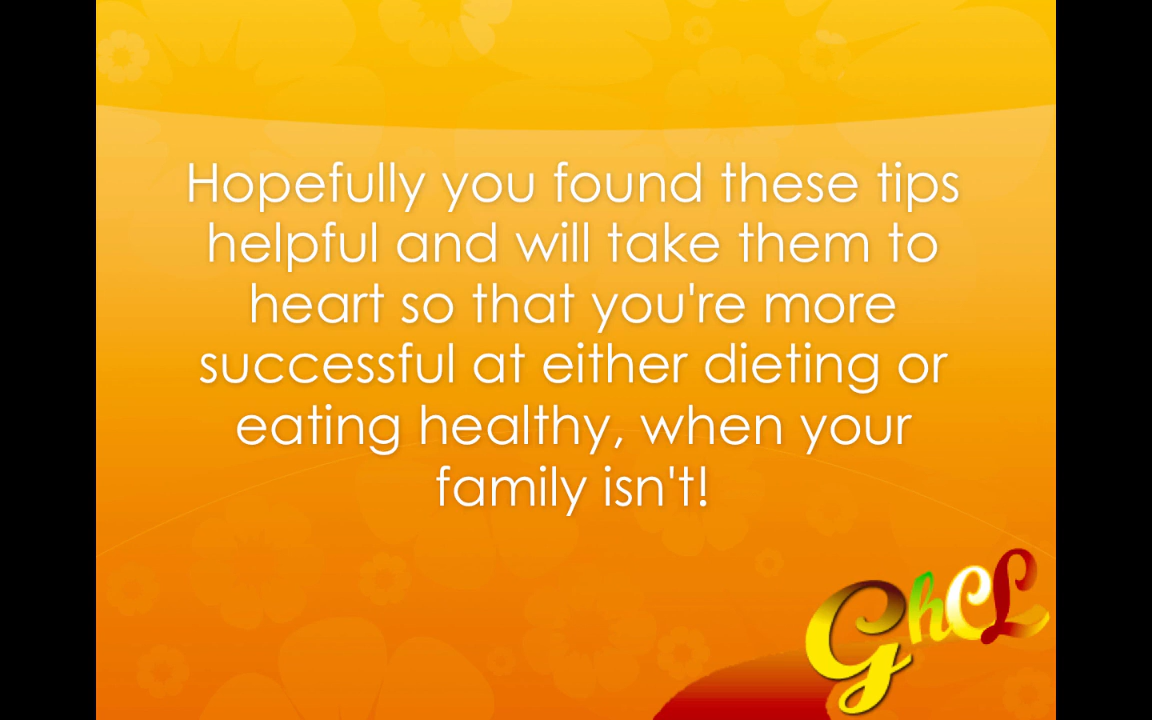 Hopefully you found these tips
helpful and will take them to
heart so that you're more
successful at either dieting or
eating healthy, when your
family isn't!
GhCL